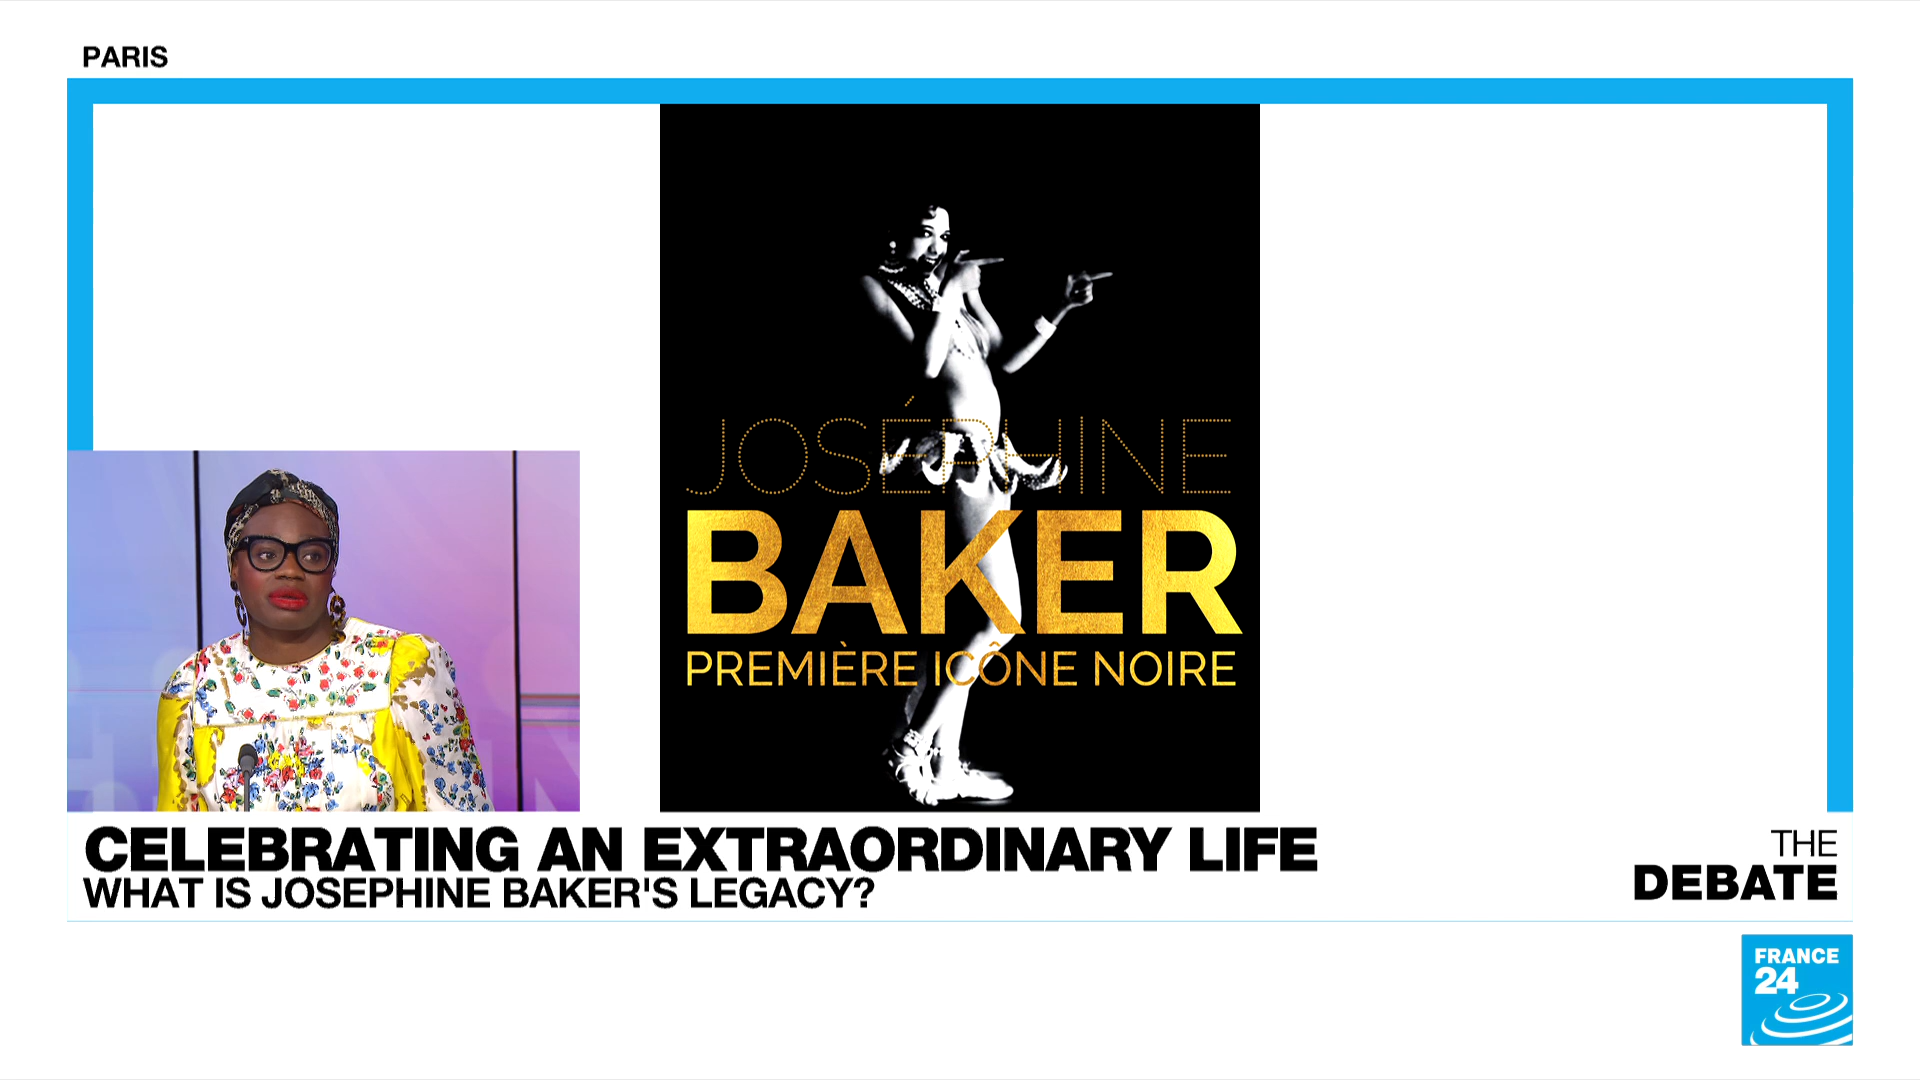 PARIS
JOSÉPHINE
BAKER
PREMIÈRE ICÔNE NOIRE
CELEBRATING AN EXTRAORDINARY LIFE
WHAT IS JOSEPHINE BAKER'S LEGACY?
THE
DEBATE
FRANCE
24